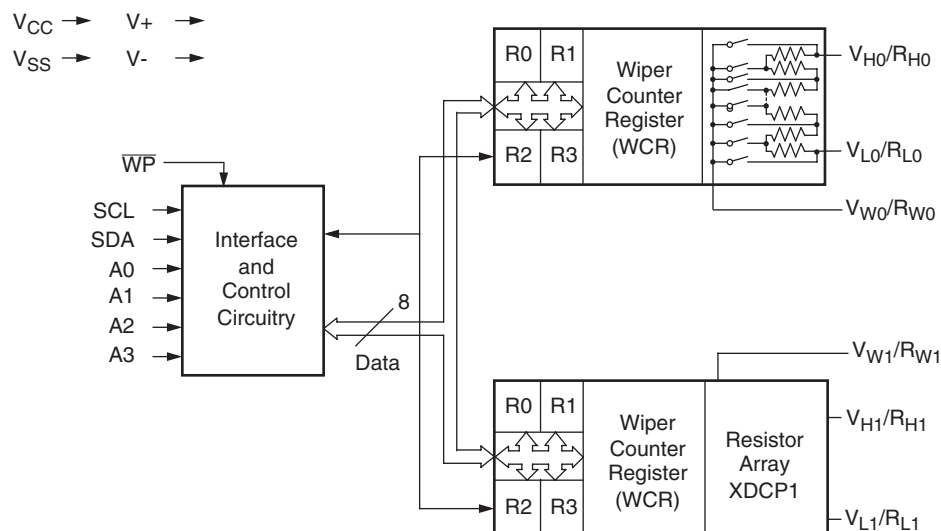 VCC V+
VSS V-
WP
SCL
SDA
A0
A1
A2
A3
Interface
and
Control
Circuitry
8
Data
R0 R1
R2 R3
Wiper
Counter
Register
(WCR)
VH0/RH0
VL0/RL0
VW0/RW0
R0 R1
R2 R3
Wiper
Counter
Register
(WCR)
Resistor
Array
XDCP1
VW1/RW1
VH1/RH1
VL1/RL1